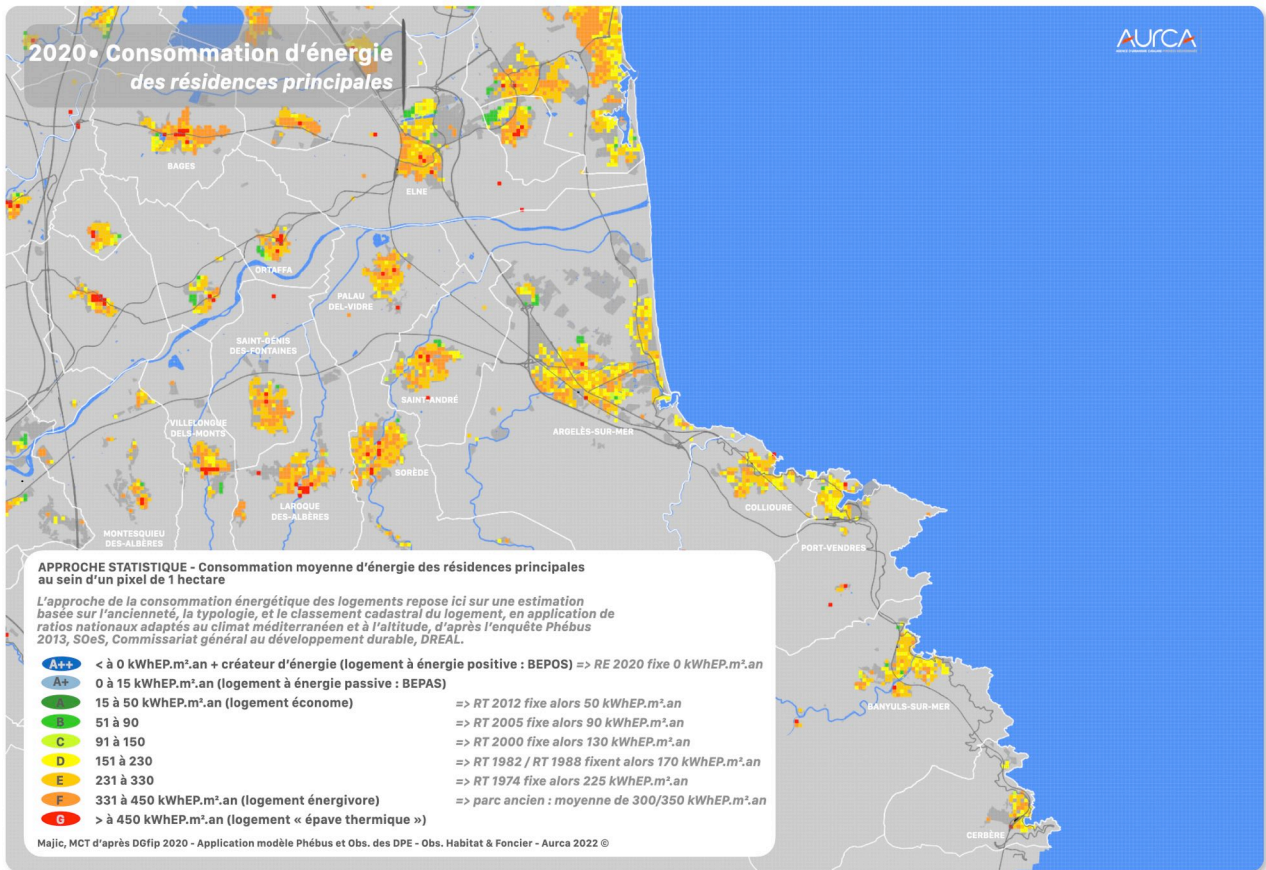 2020• Consommation d'énergie
des résidences principales
AURCA
BAGES
ELNE
ORTAFFA
PALAU
DEL-VIDRE
SAINT-GÉNIS
DES-FONTAINES
SAINT-ANDRÉ
VILLELONGUE
DELS-MONTS
ARGELÈS-SUR-MER
SORÈDE
LAROQUE
DES-ALBÈRES
COLLIOURE
MONTESQUIEU
DES-ALBÈRES
PORT-VENDRES
BANYULS-SUR-MER
CERBÈRE
APPROCHE STATISTIQUE - Consommation moyenne d'énergie des résidences principales
au sein d'un pixel de 1 hectare
L'approche de la consommation énergétique des logements repose ici sur une estimation
basée sur l'ancienneté, la typologie, et le classement cadastral du logement, en application de
ratios nationaux adaptés au climat méditerranéen et à l'altitude, d'après l'enquête Phébus
2013, SOeS, Commissariat général au développement durable, DREAL.
A++ < à 0 kWhEP.m².an + créateur d'énergie (logement à énergie positive : BEPOS) => RE 2020 fixe 0 kWhEP.m².an
A+ 0 à 15 kWhEP.m².an (logement à énergie passive : BEPAS)
A 15 à 50 kWhEP.m².an (logement économe) => RT 2012 fixe alors 50 kWhEP.m².an
B 51 à 90 => RT 2005 fixe alors 90 kWhEP.m².an
C 91 à 150 => RT 2000 fixe alors 130 kWhEP.m².an
D 151 à 230 => RT 1982 / RT 1988 fixent alors 170 kWhEP.m².an
E 231 à 330 => RT 1974 fixe alors 225 kWhEP.m².an
F 331 à 450 kWhEP.m².an (logement énergivore) => parc ancien : moyenne de 300/350 kWhEP.m².an
G > à 450 kWhEP.m².an (logement « épave thermique »)
Majic, MCT d'après DGfip 2020 - Application modèle Phébus et Obs. des DPE - Obs. Habitat & Foncier - Aurca 2022 ©